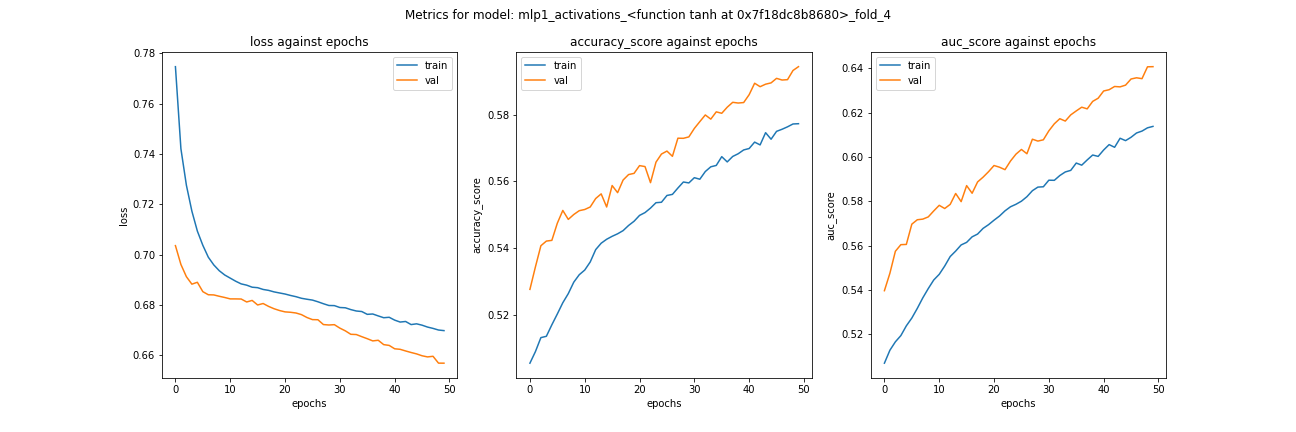 Metrics for model: mlp1_activations_<function tanh at 0x7f18dc8b8680>_fold_4
loss against epochs
0.78
0.76
0.74
0.72
0.70
0.68
0.66
loss
0
10
20
30
40
50
epochs
train
val
accuracy_score against epochs
0.58
0.56
0.54
0.52
accuracy_score
0
10
20
30
40
50
epochs
train
val
auc_score against epochs
0.64
0.62
0.60
0.58
0.56
0.54
0.52
auc_score
0
10
20
30
40
50
epochs
train
val